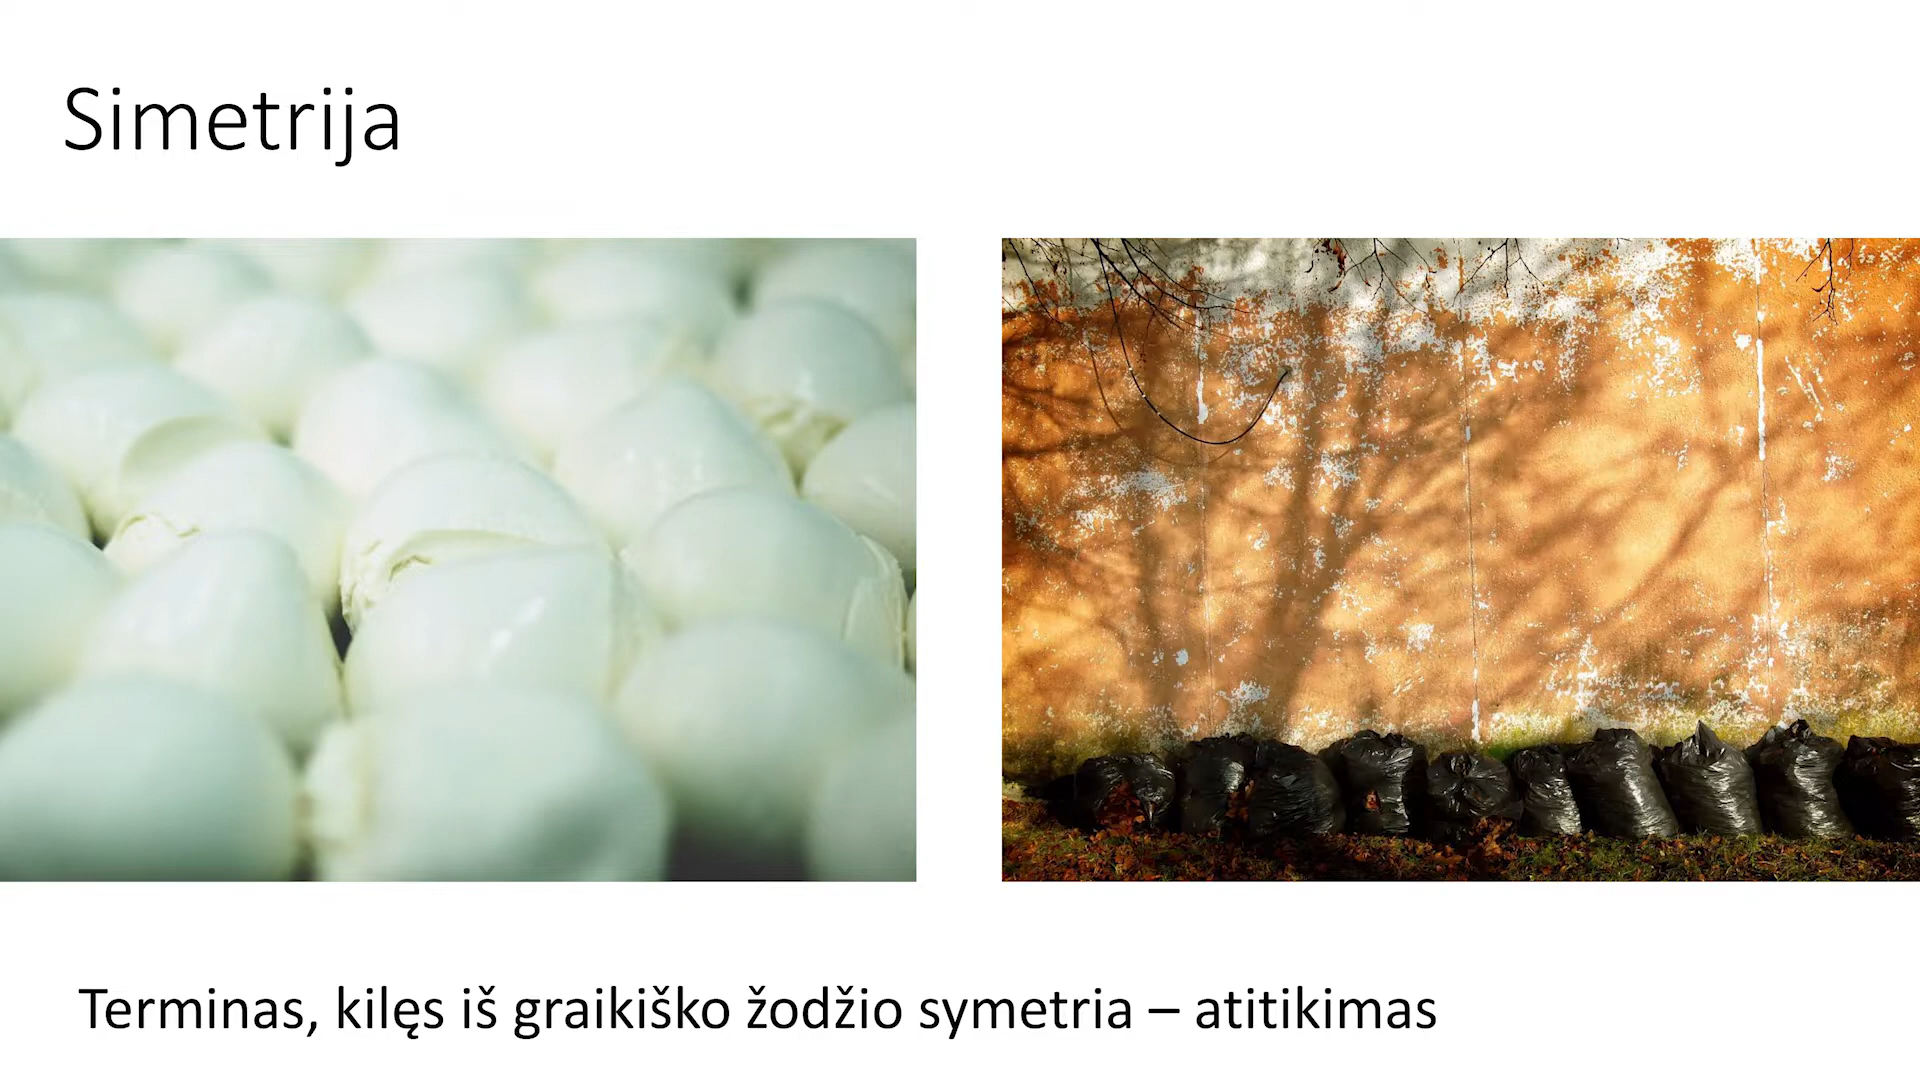 Simetrija
Terminas, kilęs iš graikiško žodžio symetria – atitikimas